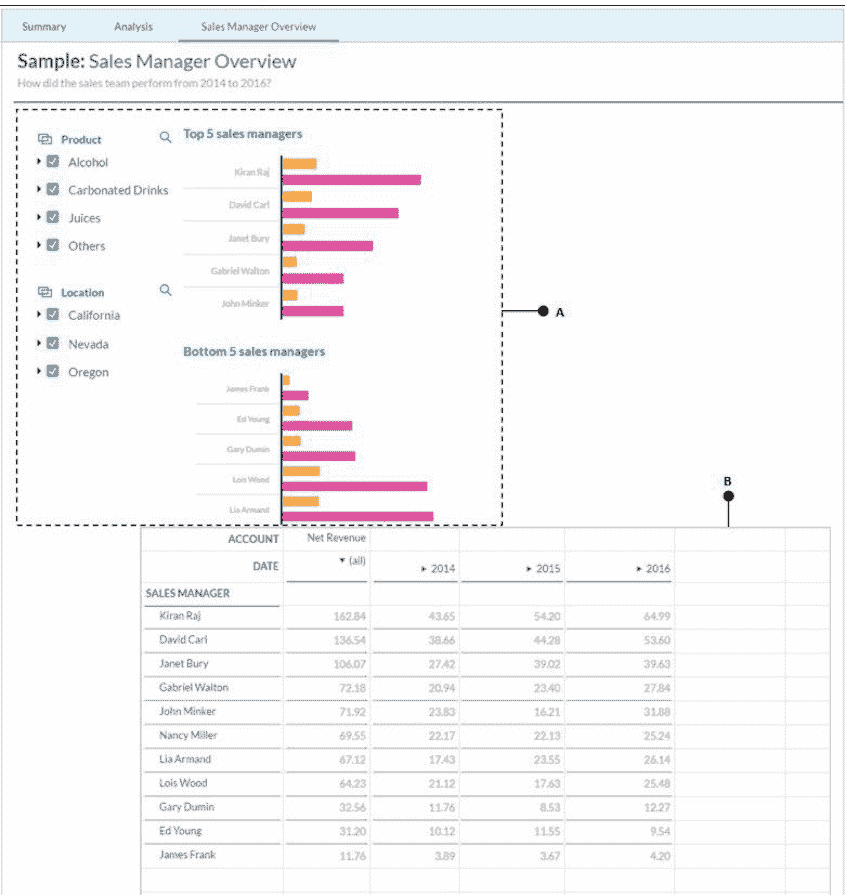 Summary Analysis Sales Manager Overview
Sample: Sales Manager Overview
How did the sales team perform from 2014 to 2016?
Product
Alcohol
Carbonated Drinks
Juices
Others
Location
California
Nevada
Oregon
Top 5 sales managers
Kiran Raj
David Carl
Janet Bury
Gabriel Walton
John Minker
Bottom 5 sales managers
James Frank
Ed Young
Gary Dumin
Lois Wood
Lia Armand
A
B
ACCOUNT Net Revenue
DATE (all) 2014 2015 2016
SALES MANAGER
Kiran Raj 162.84 43.65 54.20 64.99
David Carl 136.54 38.66 44.28 53.60
Janet Bury 106.07 27.42 39.02 39.63
Gabriel Walton 72.18 20.94 23.40 27.84
John Minker 71.92 23.83 16.21 31.88
Nancy Miller 69.55 22.17 22.13 25.24
Lia Armand 67.12 17.43 23.55 26.14
Lois Wood 64.23 21.12 17.63 25.48
Gary Dumin 32.56 11.76 8.53 12.27
Ed Young 31.20 10.12 11.55 9.54
James Frank 11.76 3.89 3.67 4.20